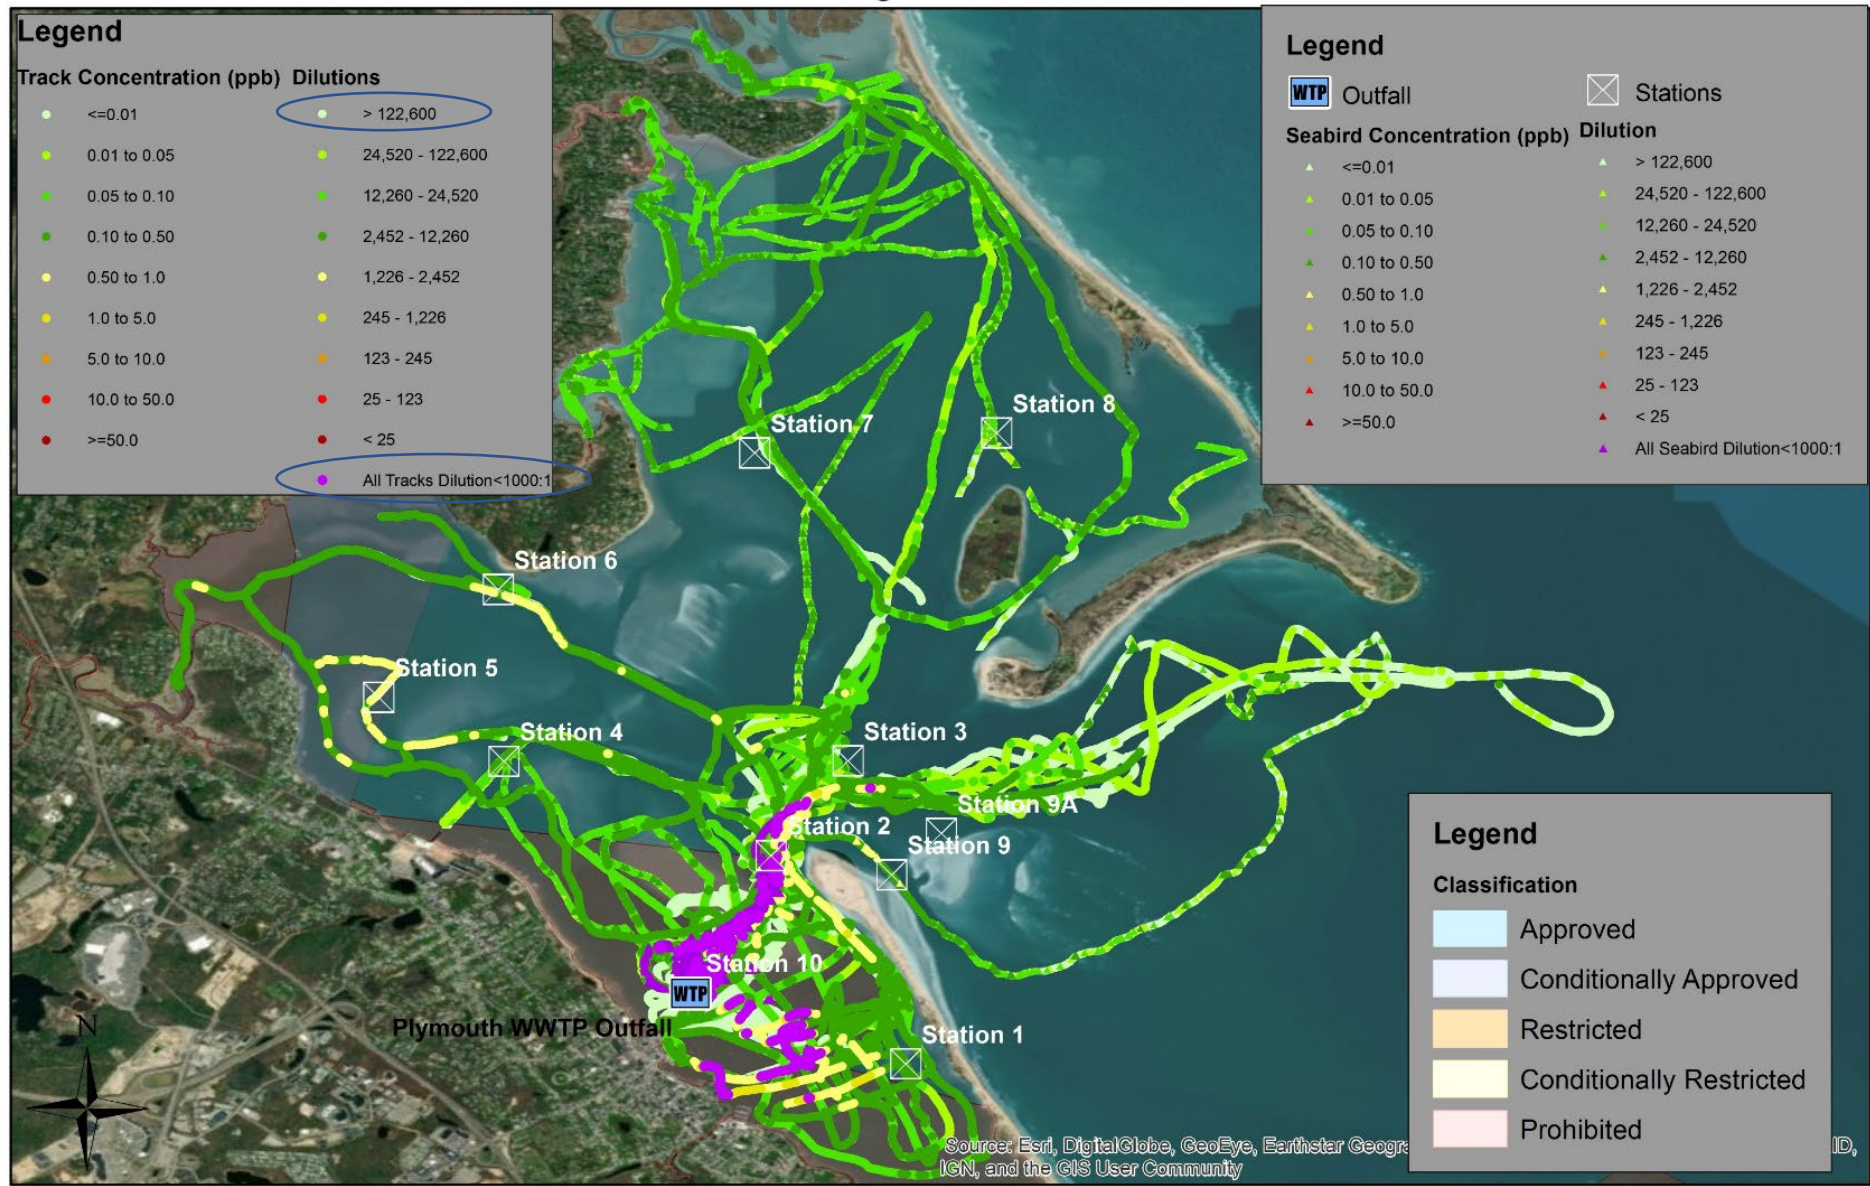 Legend
Track Concentration (ppb) Dilutions
<=0.01 > 122,600
0.01 to 0.05 24,520 - 122,600
0.05 to 0.10 12,260 - 24,520
0.10 to 0.50 2,452 - 12,260
0.50 to 1.0 1,226 - 2,452
1.0 to 5.0 245 - 1,226
5.0 to 10.0 123 - 245
10.0 to 50.0 25 - 123
>=50.0 < 25
All Tracks Dilution<1000:1
Legend
WTP Outfall Stations
Seabird Concentration (ppb) Dilution
<=0.01 > 122,600
0.01 to 0.05 24,520 - 122,600
0.05 to 0.10 12,260 - 24,520
0.10 to 0.50 2,452 - 12,260
0.50 to 1.0 1,226 - 2,452
1.0 to 5.0 245 - 1,226
5.0 to 10.0 123 - 245
10.0 to 50.0 25 - 123
>=50.0 < 25
All Seabird Dilution<1000:1
Station 8
Station 7
Station 6
Station 5
Station 4
Station 3
Station 9A
Station 2
Station 9
Station 10
WTP
Plymouth WWTP Outfall
Station 1
N
Legend
Classification
Approved
Conditionally Approved
Restricted
Conditionally Restricted
Prohibited
Source: Esri, DigitalGlobe, GeoEye, Earthstar Geogra
ID,
IGN, and the GIS User Community